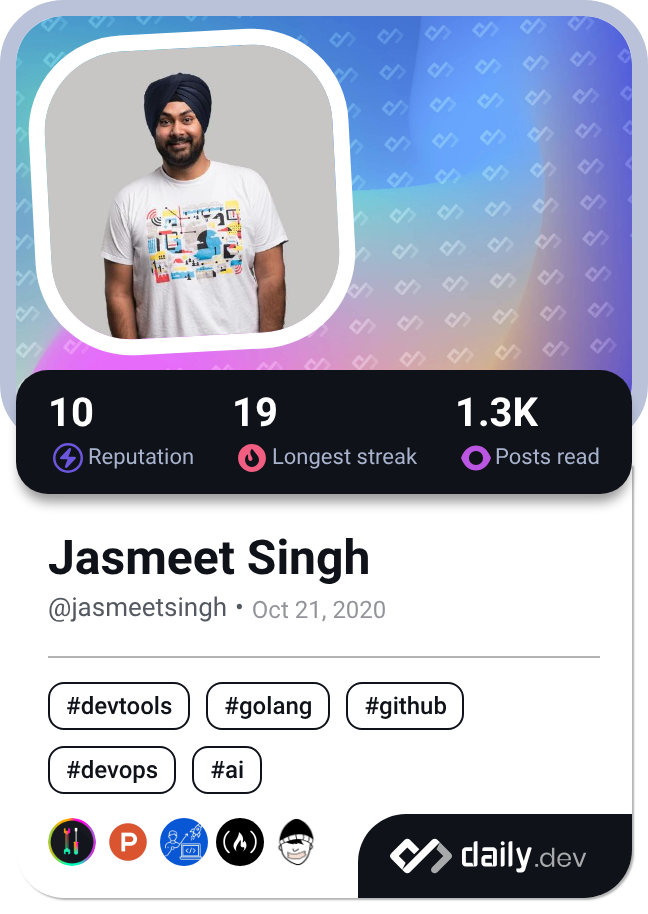 10 19 1.3K
Reputation Longest streak Posts read
Jasmeet Singh
@jasmeetsingh • Oct 21, 2020
#devtools #golang #github
#devops #ai
P
daily.dev